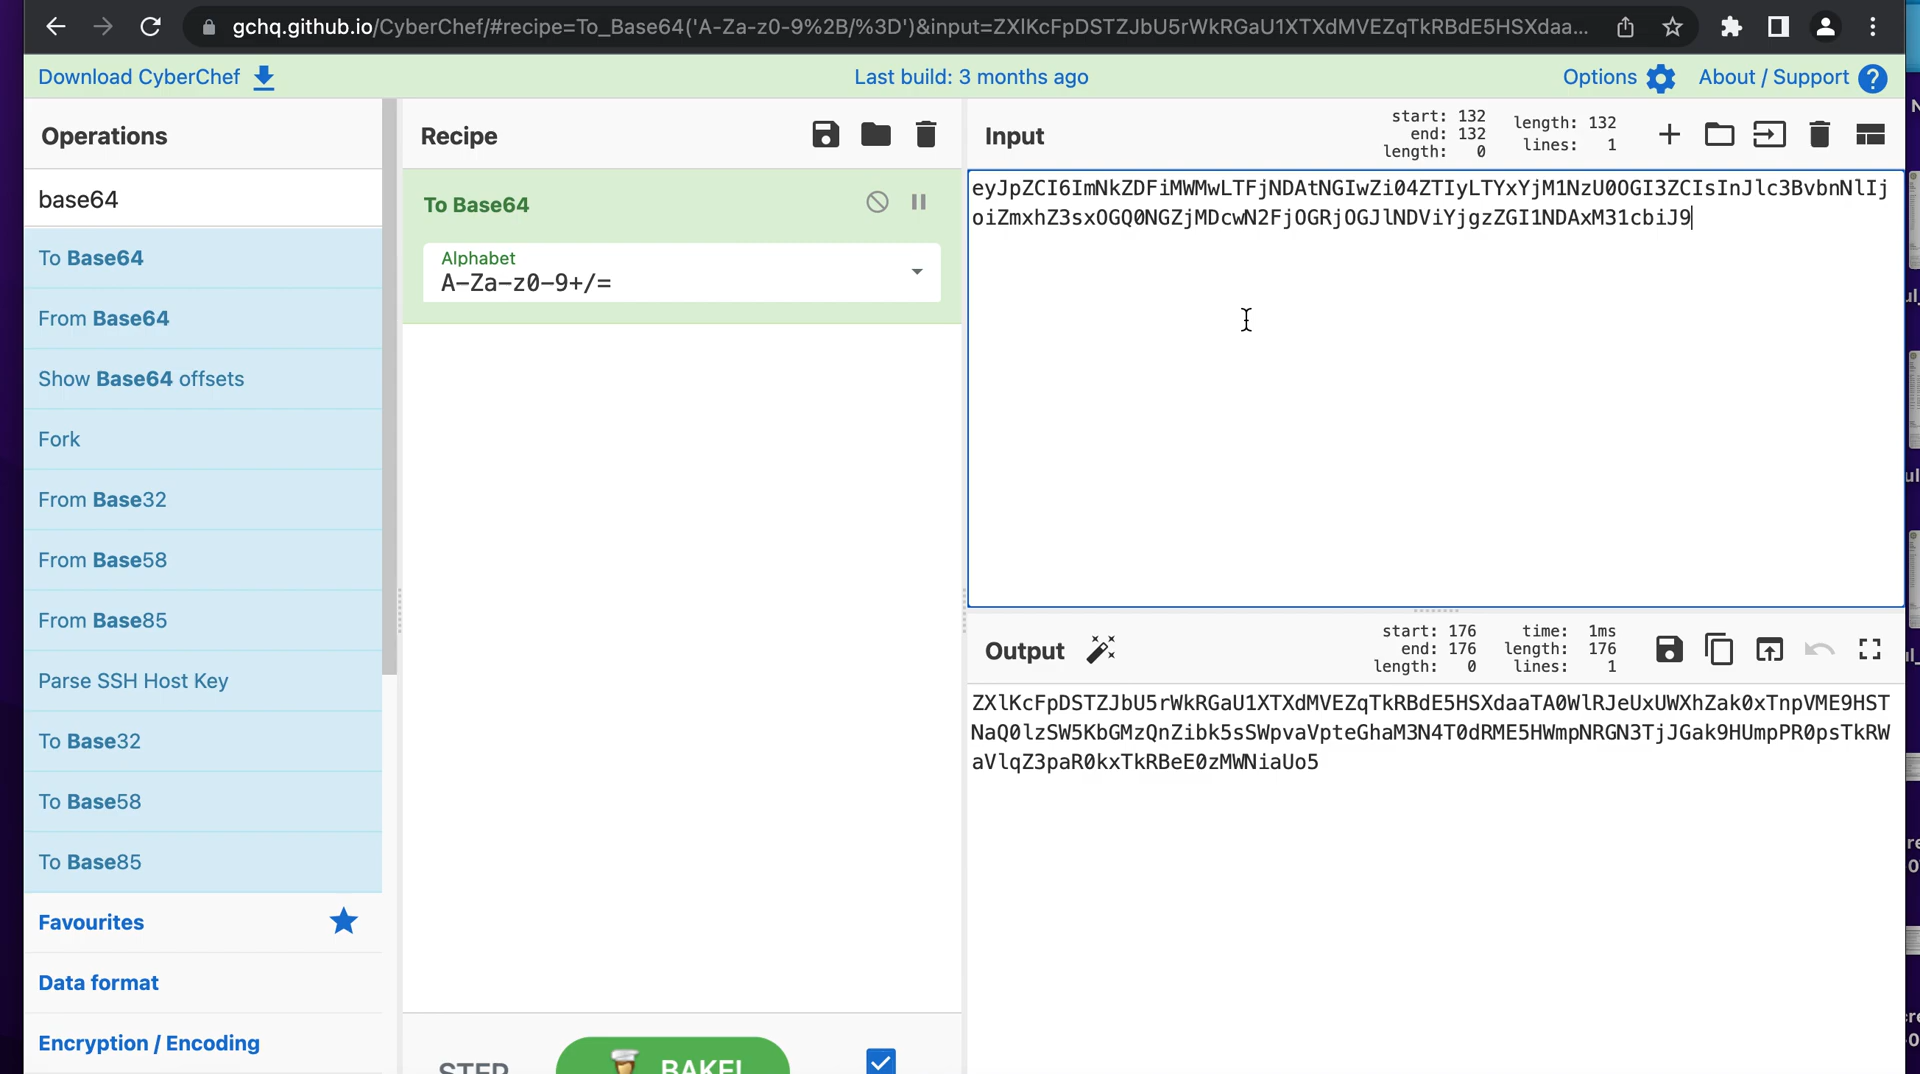 gchq.github.io/CyberChef/#recipe=To_Base64('A-Za-z0-9%2B/%3D')&input=ZXlKcFpDSTZJbU5rWkRGaU1XTXdMVEZqTkRBdE5HSXdaa...
Download CyberChef
Last build: 3 months ago
Options
About / Support
Operations
Recipe
Input
start: 132
end: 132
length: 0
length: 132
lines: 1
base64
To Base64
From Base64
Show Base64 offsets
Fork
From Base32
From Base58
From Base85
Parse SSH Host Key
To Base32
To Base58
To Base85
Favourites
Data format
Encryption / Encoding
To Base64
Alphabet
A-Za-z0-9+/=
STEP
BAKE!
eyJpZCI6ImNkZDFiMWMwLTFjNDAtNGIwZi04ZTIyLTYxYjM1NzU0OGI3ZCIsInJlc3BvbnNlIj
oiZmxhZ3sxOGQ0NGZjMDcwN2FjOGRjOGJlNDViYjgzZGI1NDAxM31cbiJ9
Output
start: 176
end: 176
length: 0
time: 1ms
length: 176
lines: 1
ZXlKcFpDSTZJbU5rWkRGaU1XTXdMVEZqTkRBdE5HSXdaaTA0WlRJeUxUWXhZak0xTnpVME9HST
NaQ0lzSW5KbGMzQnZibk5sSWpvaVpteGhaM3N4T0dRME5HWmpNRGN3TjJGak9HUmpPR0psTkRW
aVlqZ3paR0kxTkRBeE0zMWNiaUo5